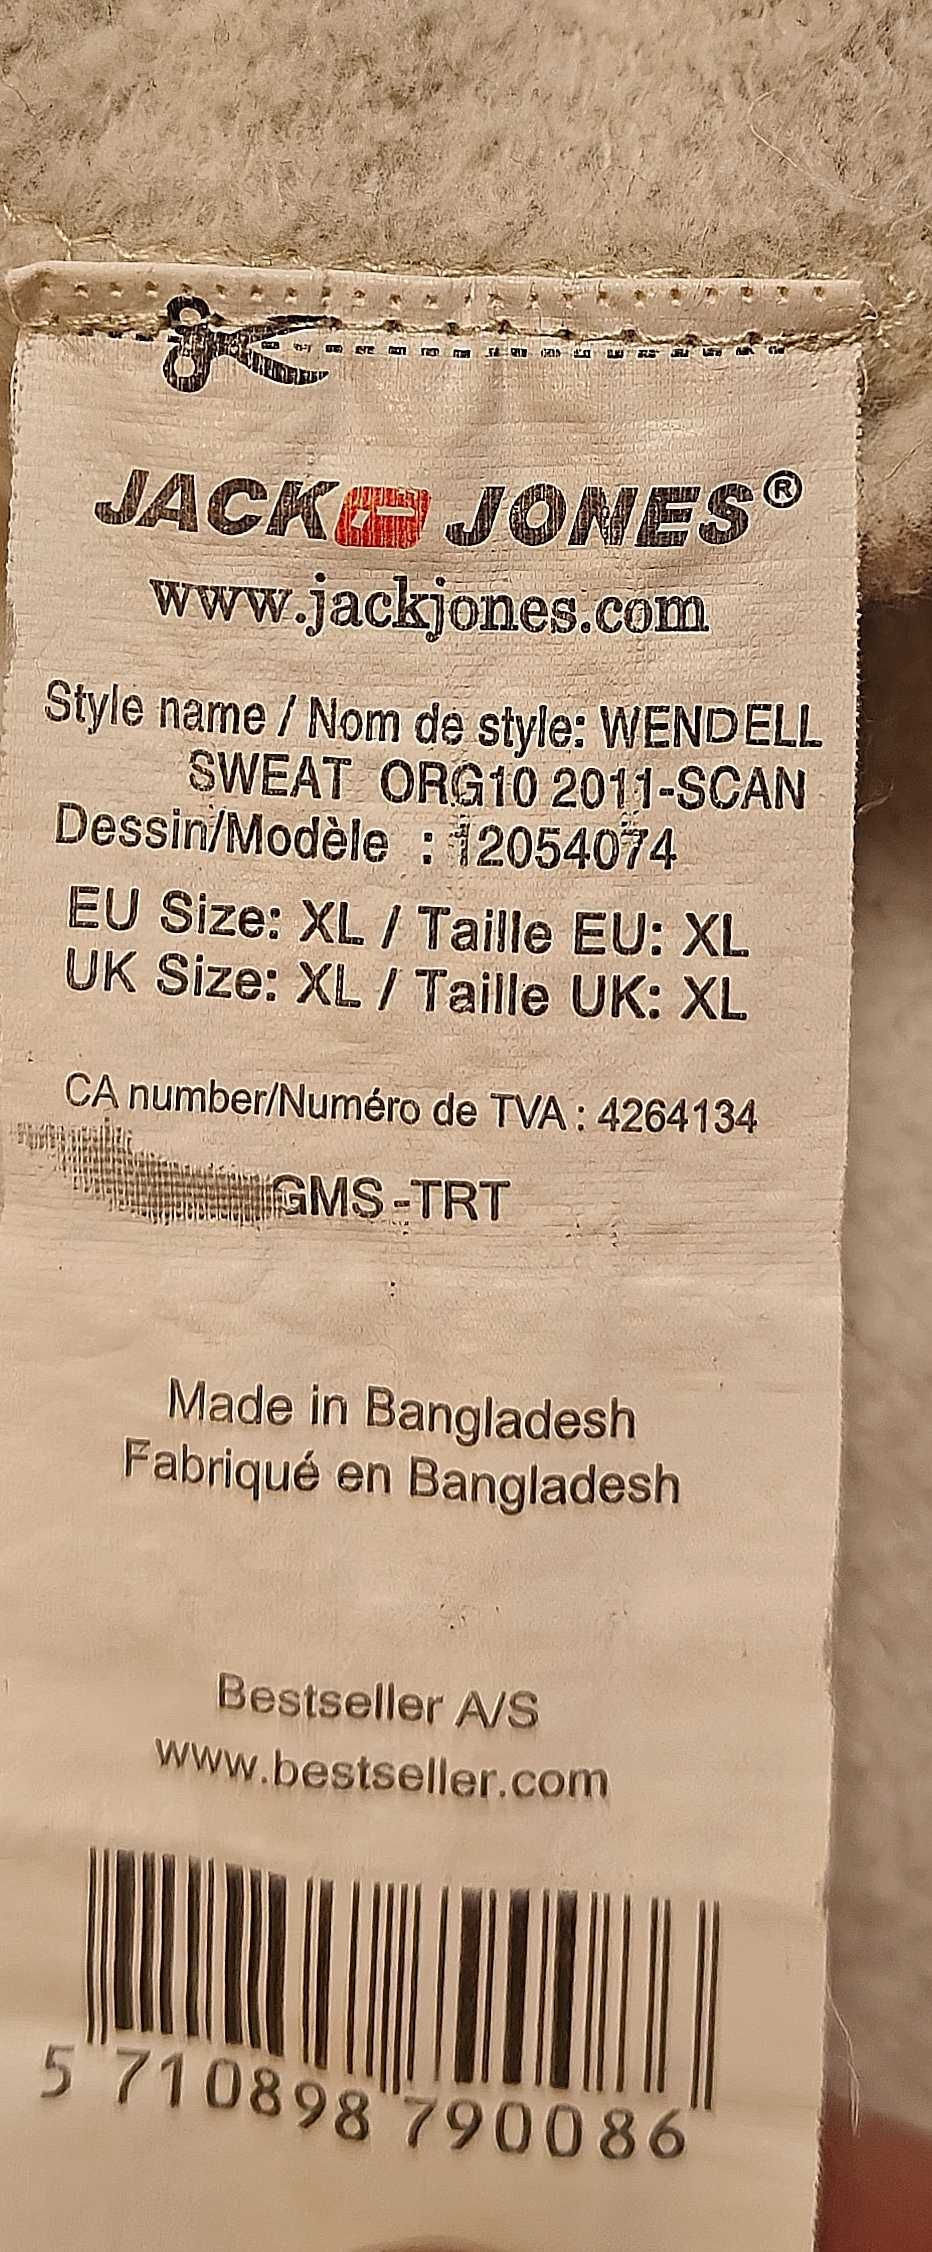 JACK JONES®
www.jackjones.com
Style name / Nom de style: WENDELL
SWEAT ORG10 2011-SCAN
Dessin/Modèle : 12054074
EU Size: XL / Taille EU: XL
UK Size: XL / Taille UK: XL
CA number/Numéro de TVA : 4264134
GMS -TRT
Made in Bangladesh
Fabriqué en Bangladesh
Bestseller A/S
www.bestseller.com
5 710898 790086